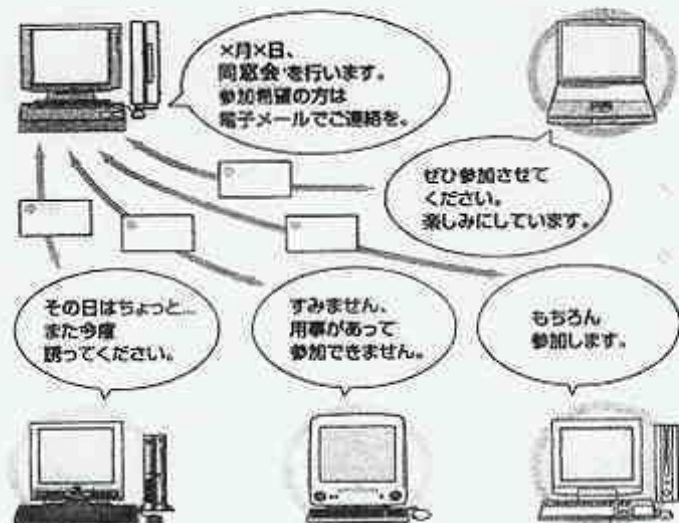 ×月×日、
同窓会を行います。
参加希望の方は
電子メールでご連絡を。
ぜひ参加させて
ください。
楽しみにしています。
その日はちょっと...
また今度
誘ってください。
すみません、
用事があって
参加できません。
もちろん
参加します。